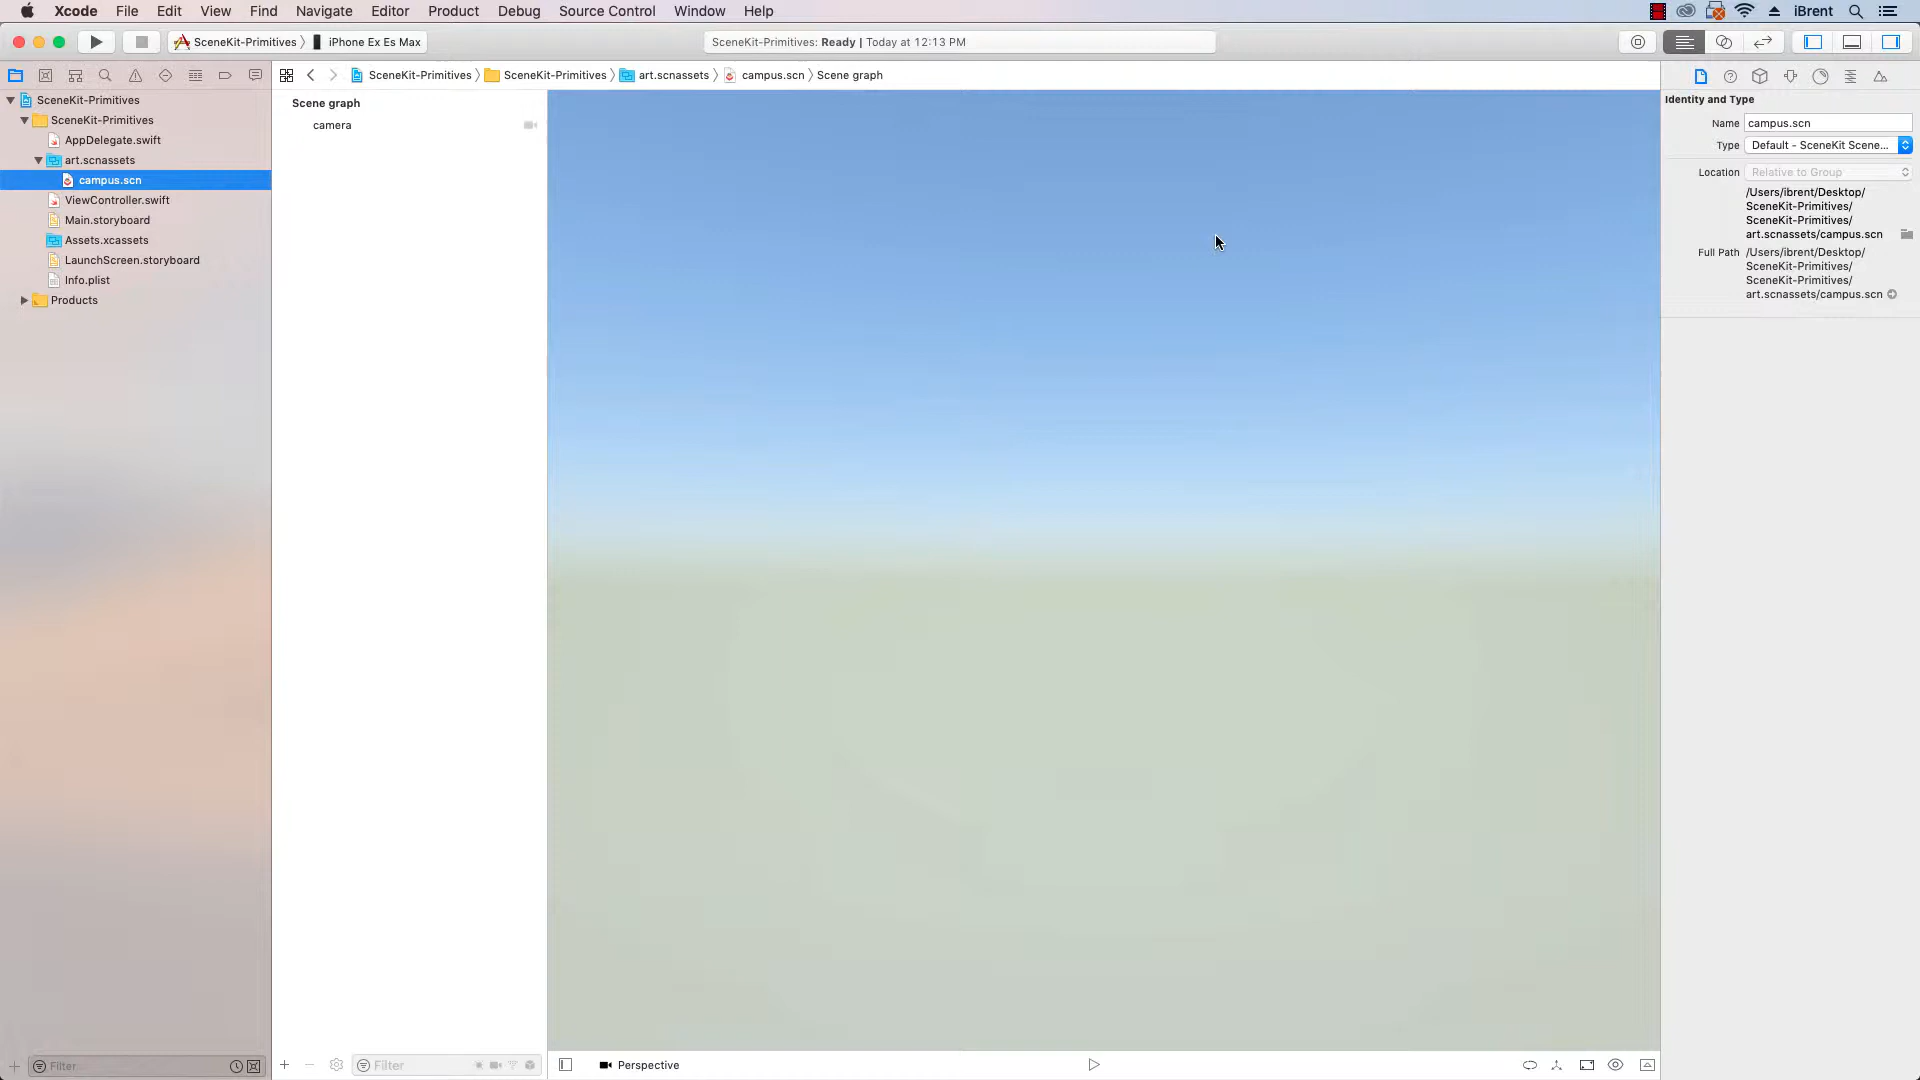 Xcode File Edit View Find Navigate Editor Product Debug Source Control Window Help iBrent
SceneKit-Primitives iPhone Ex Es Max SceneKit-Primitives: Ready | Today at 12:13 PM
SceneKit-Primitives SceneKit-Primitives art.scnassets campus.scn Scene graph
SceneKit-Primitives
SceneKit-Primitives
AppDelegate.swift
art.scnassets
campus.scn
ViewController.swift
Main.storyboard
Assets.xcassets
LaunchScreen.storyboard
Info.plist
Products
Filter
Scene graph
camera
Filter
Perspective
Identity and Type
Name campus.scn
Type Default - SceneKit Scene...
Location Relative to Group
/Users/ibrent/Desktop/
SceneKit-Primitives/
SceneKit-Primitives/
art.scnassets/campus.scn
Full Path /Users/ibrent/Desktop/
SceneKit-Primitives/
SceneKit-Primitives/
art.scnassets/campus.scn